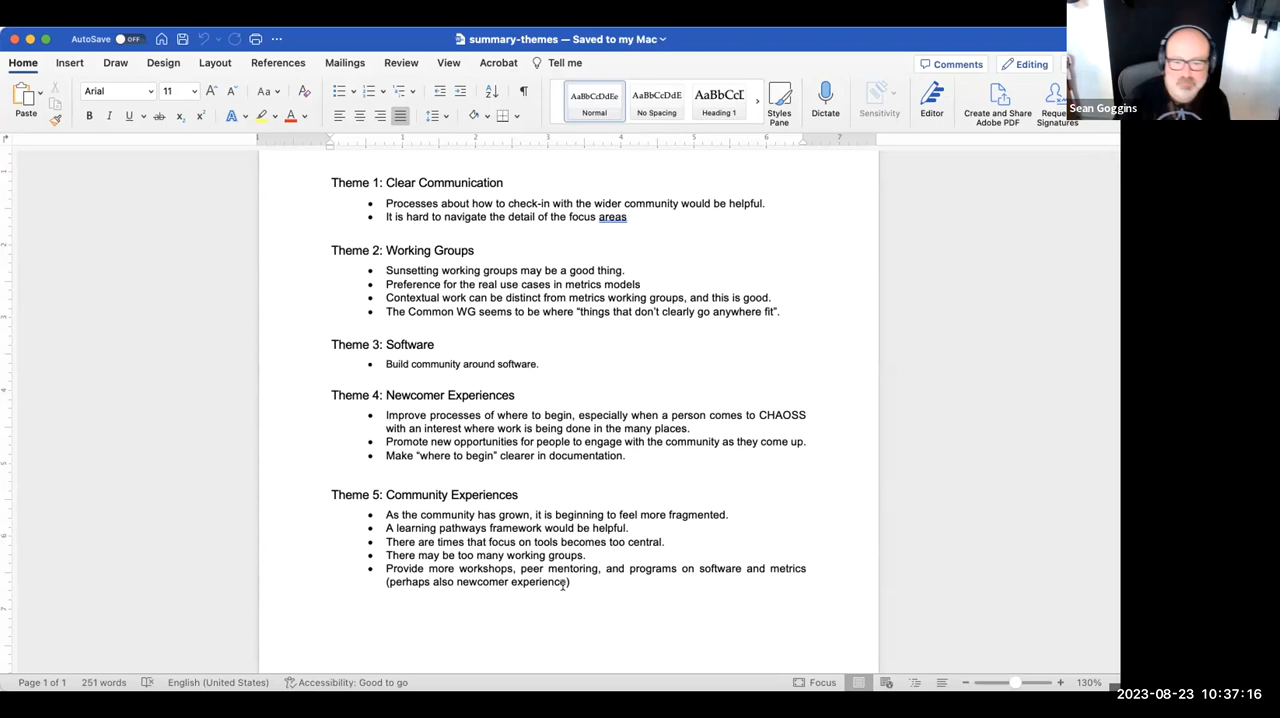 AutoSave OFF
summary-themes — Saved to my Mac
Home Insert Draw Design Layout References Mailings Review View Acrobat Tell me
Comments Editing
Sean Goggins
Paste
Arial 11
AaBbCcDdEe AaBbCcDdE AaBbCcI
Normal No Spacing Heading 1
Styles Pane
Dictate
Sensitivity
Editor
Create and Share Adobe PDF
Signatures
1 2 3 4 5 6 7
Theme 1: Clear Communication
• Processes about how to check-in with the wider community would be helpful.
• It is hard to navigate the detail of the focus areas
Theme 2: Working Groups
• Sunsetting working groups may be a good thing.
• Preference for the real use cases in metrics models
• Contextual work can be distinct from metrics working groups, and this is good.
• The Common WG seems to be where “things that don’t clearly go anywhere fit”.
Theme 3: Software
• Build community around software.
Theme 4: Newcomer Experiences
• Improve processes of where to begin, especially when a person comes to CHAOSS
with an interest where work is being done in the many places.
• Promote new opportunities for people to engage with the community as they come up.
• Make “where to begin” clearer in documentation.
Theme 5: Community Experiences
• As the community has grown, it is beginning to feel more fragmented.
• A learning pathways framework would be helpful.
• There are times that focus on tools becomes too central.
• There may be too many working groups.
• Provide more workshops, peer mentoring, and programs on software and metrics
(perhaps also newcomer experience)
Page 1 of 1 251 words English (United States) Accessibility: Good to go Focus 130%
2023-08-23 10:37:16